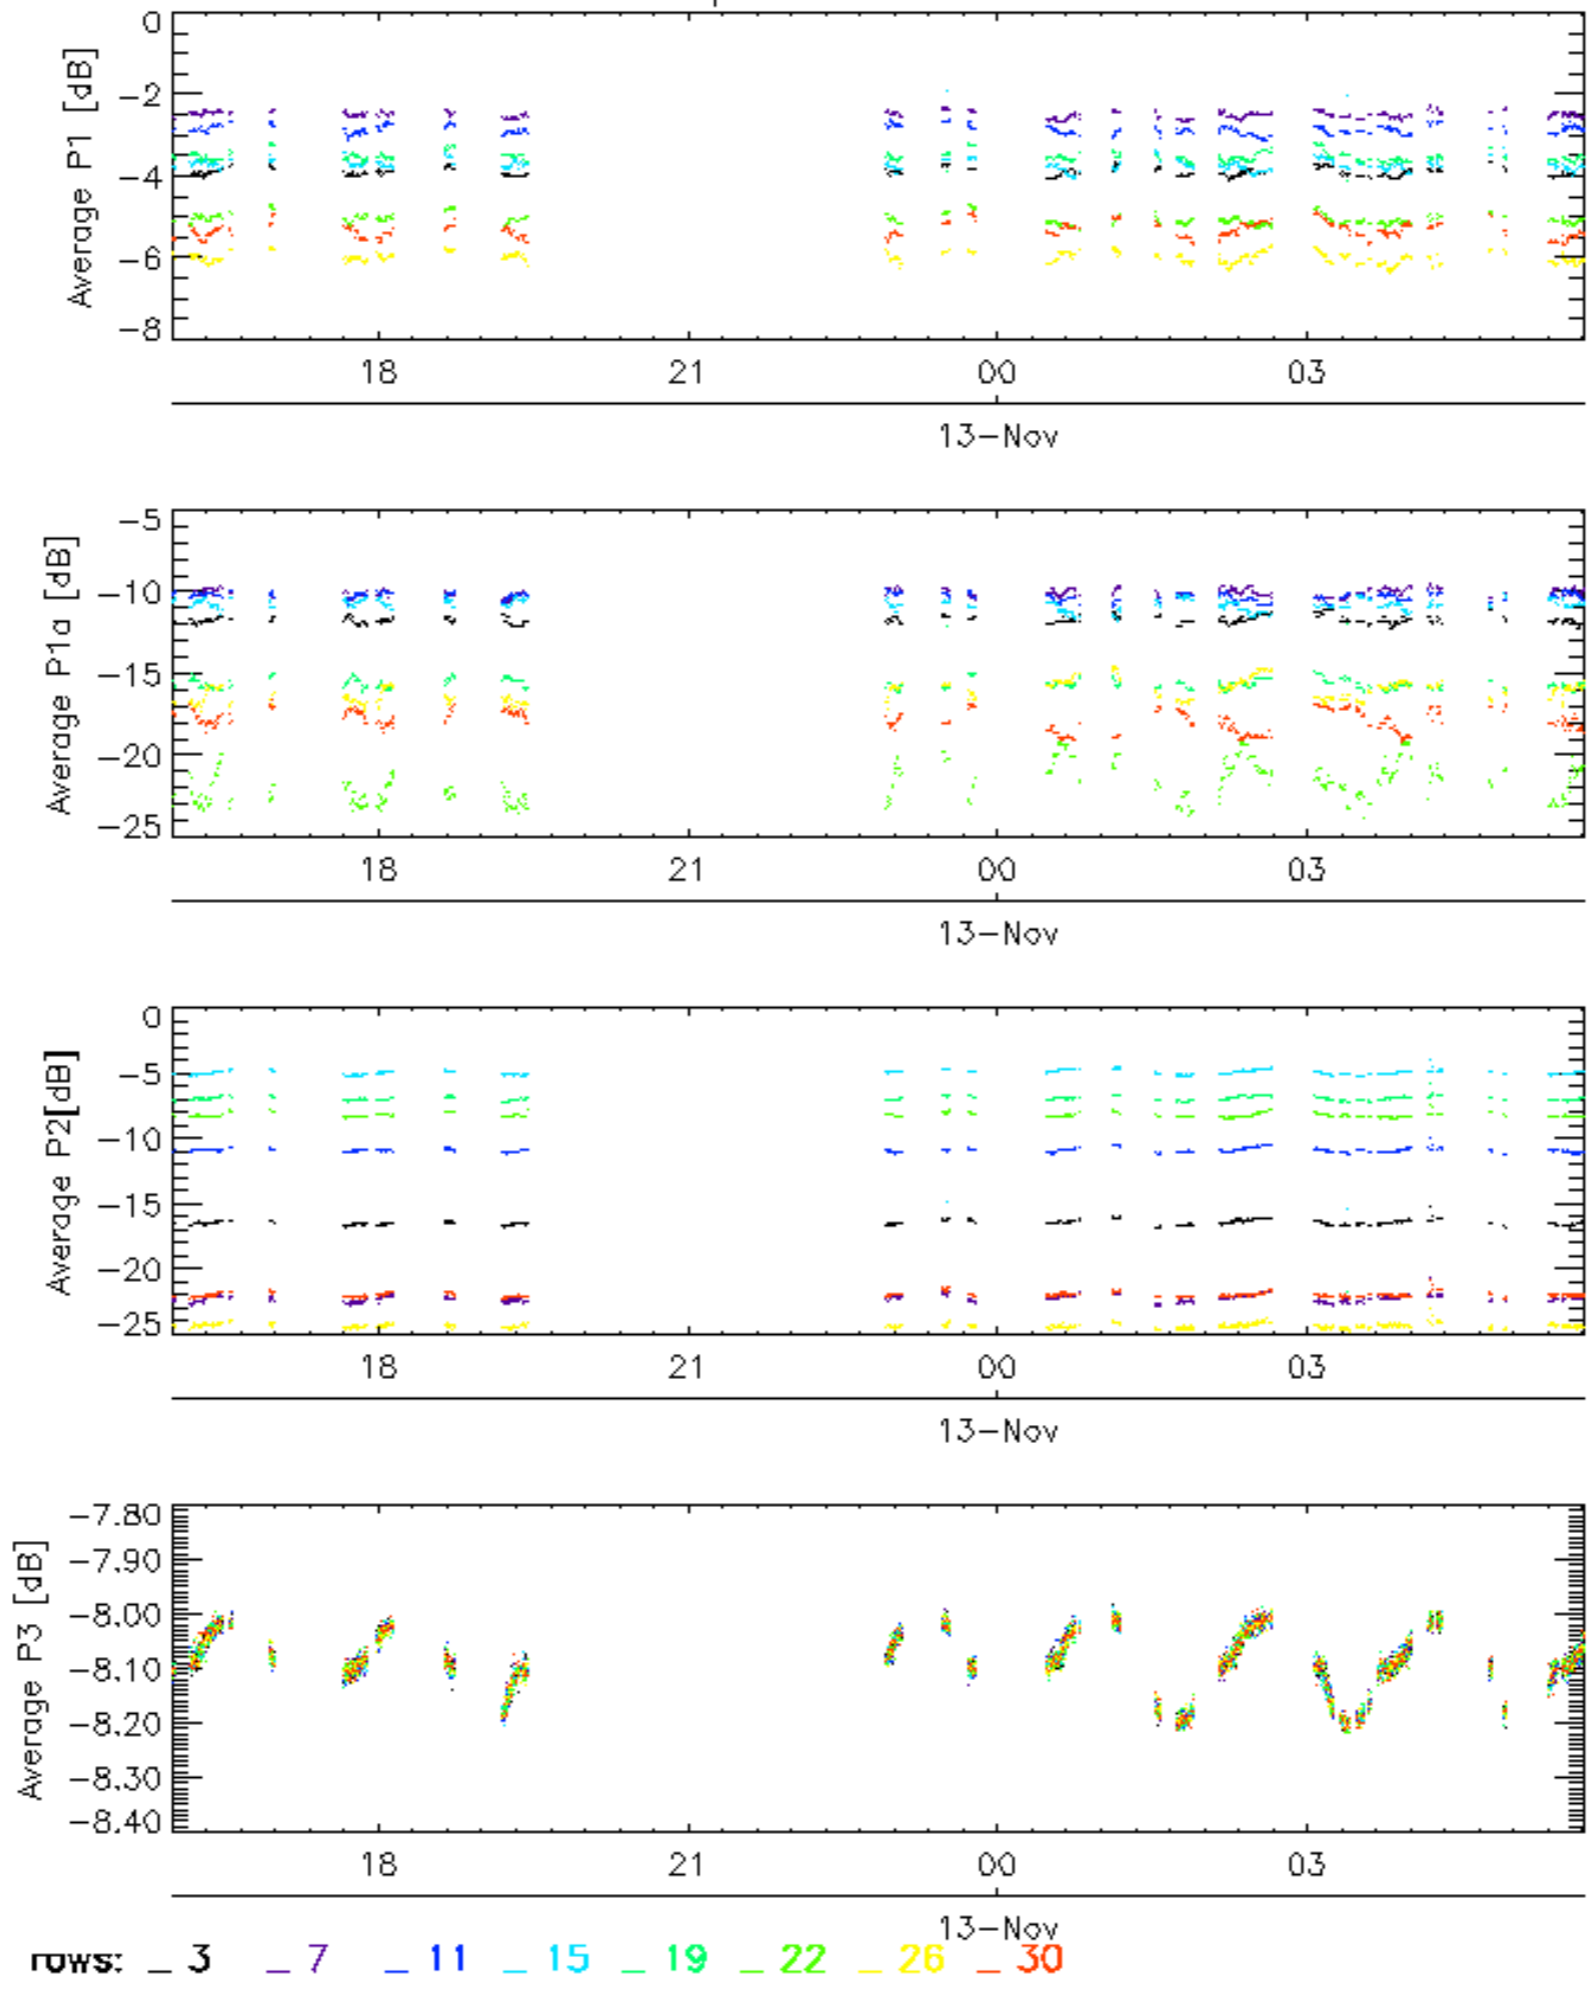 Average P1 [dB]
0
−2
−4
−6
−8
18 21 00 03
13−Nov
Average P1a [dB]
−5
−10
−15
−20
−25
18 21 00 03
13−Nov
Average P2[dB]
0
−5
−10
−15
−20
−25
18 21 00 03
13−Nov
Average P3 [dB]
−7.80
−7.90
−8.00
−8.10
−8.20
−8.30
−8.40
18 21 00 03
13−Nov
rows: _ 3 _ 7 _ 11 _ 15 _ 19 _ 22 _ 26 _ 30